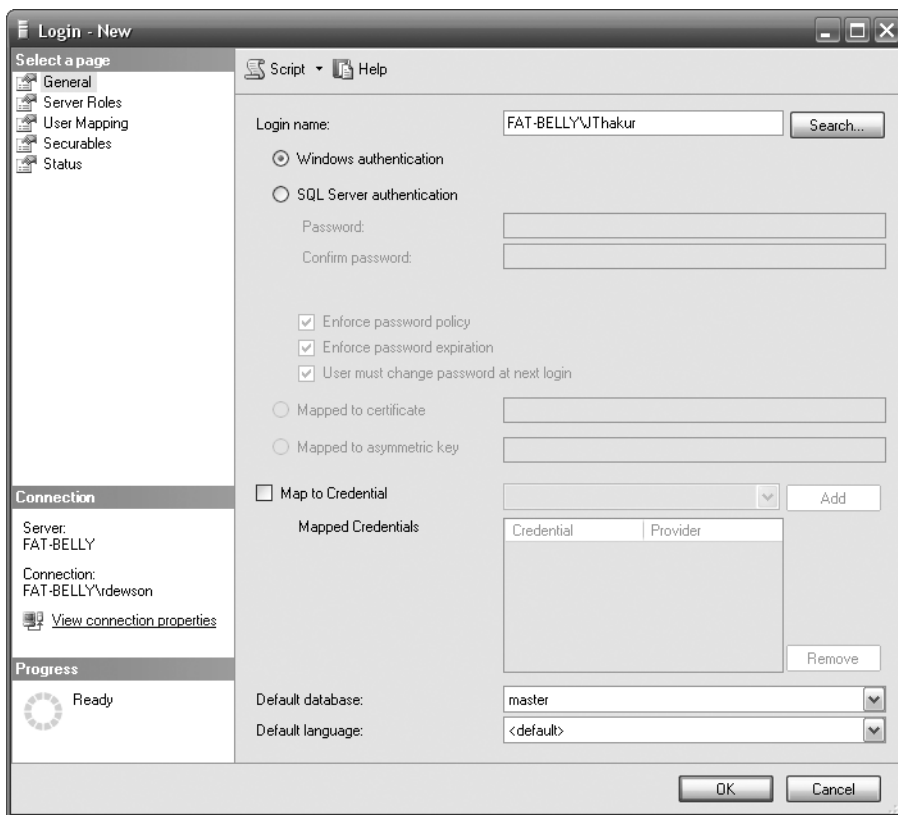 Login - New
Select a page
General
Server Roles
User Mapping
Securables
Status
Script Help
Login name: FAT-BELLY\JThakur Search...
Windows authentication
SQL Server authentication
Password:
Confirm password:
Enforce password policy
Enforce password expiration
User must change password at next login
Mapped to certificate
Mapped to asymmetric key
Map to Credential Add
Mapped Credentials Credential Provider
Remove
Default database: master
Default language: <default>
Connection
Server:
FAT-BELLY
Connection:
FAT-BELLY\rdewson
View connection properties
Progress
Ready
OK Cancel